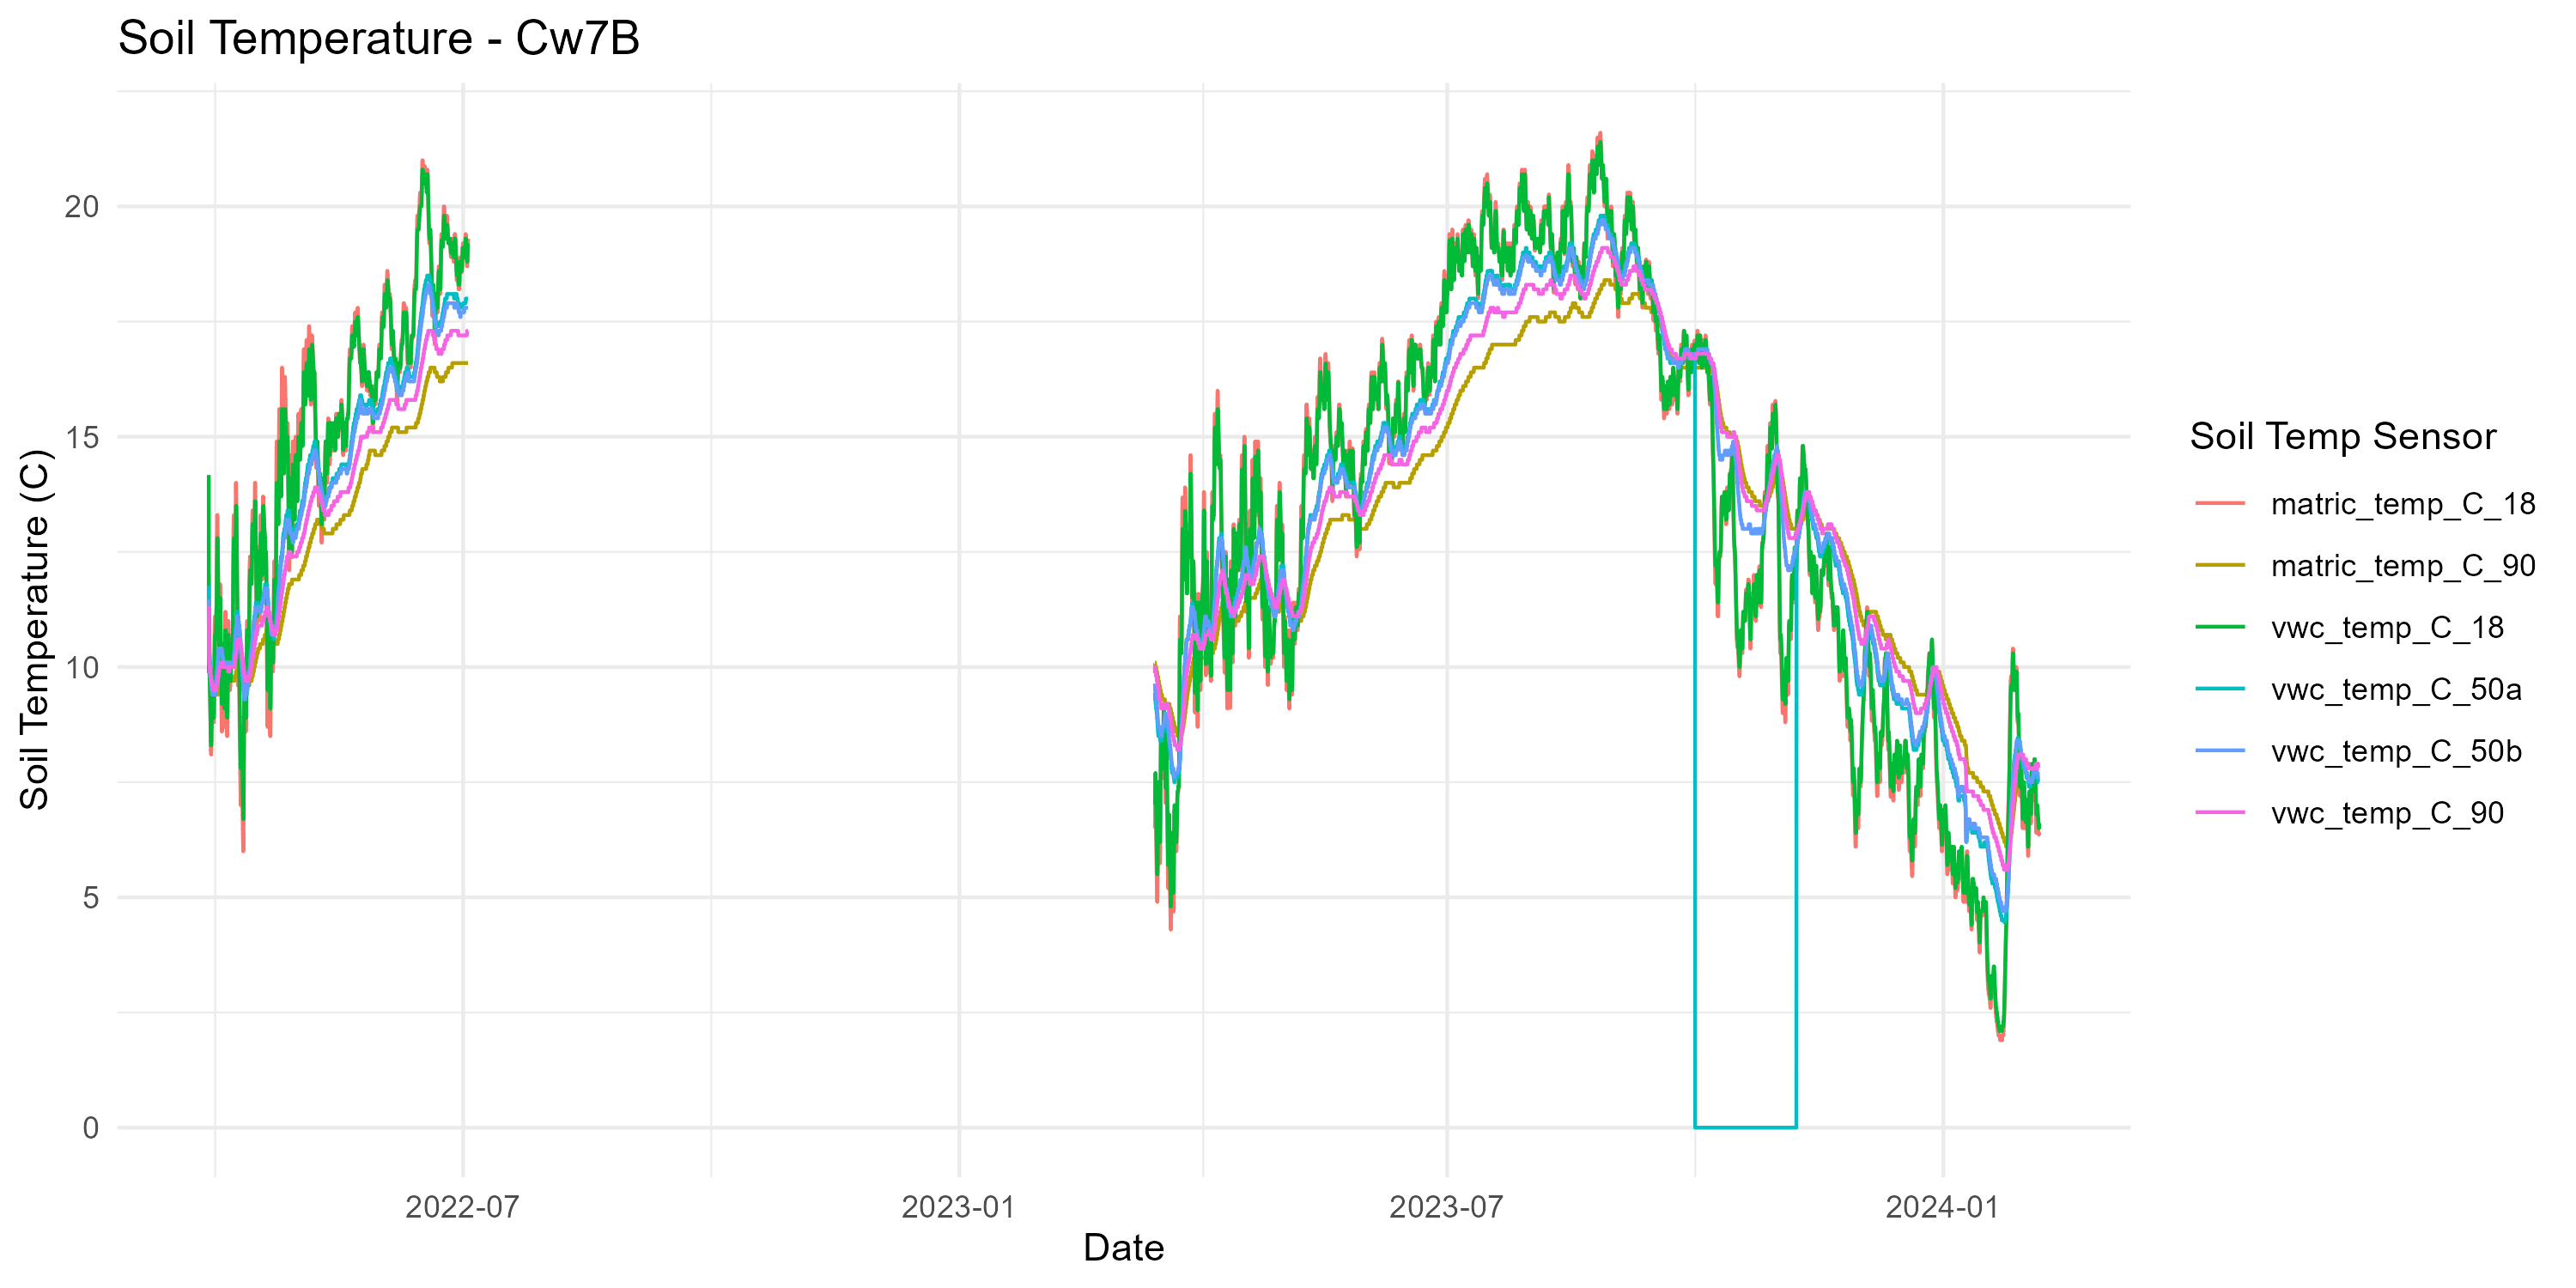 Soil Temperature - Cw7B
Soil Temperature (C)
20
15
10
5
0
2022-07
2023-01
2023-07
2024-01
Date
Soil Temp Sensor
matric_temp_C_18
matric_temp_C_90
vwc_temp_C_18
vwc_temp_C_50a
vwc_temp_C_50b
vwc_temp_C_90